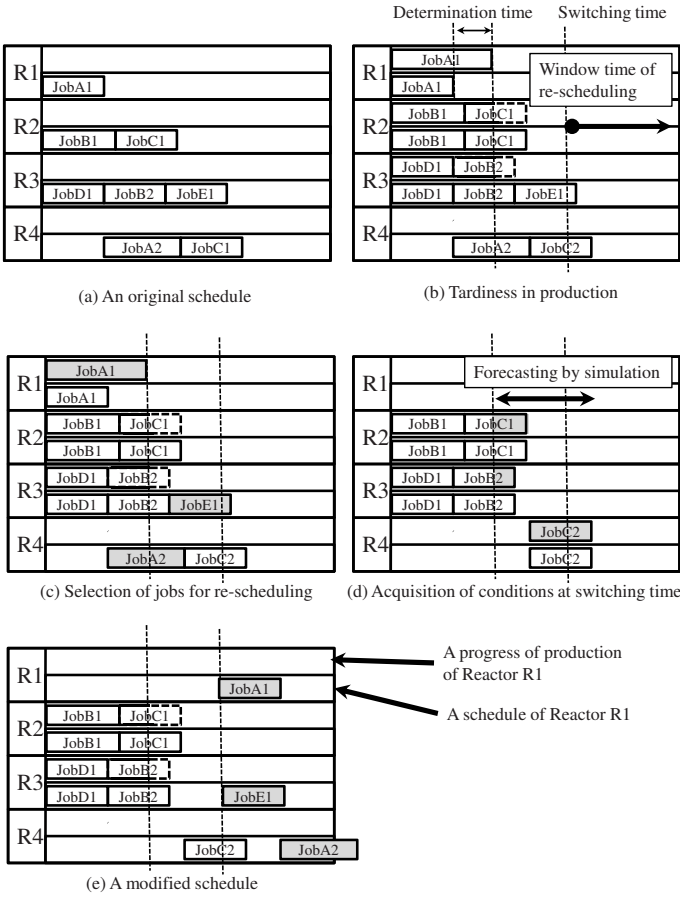 Determination time Switching time
R1
JobA1
R2
JobB1 JobC1
R3
JobD1 JobB2 JobE1
R4
JobA2 JobC1
(a) An original schedule
R1
JobA1
JobA1
Window time of
re-scheduling
R2
JobB1 JobC1
JobB1 JobC1
R3
JobD1 JobB2
JobD1 JobB2 JobE1
R4
JobA2 JobC2
(b) Tardiness in production
R1
JobA1
JobA1
R2
JobB1 JobC1
JobB1 JobC1
R3
JobD1 JobB2
JobD1 JobB2 JobE1
R4
JobA2 JobC2
(c) Selection of jobs for re-scheduling
R1
Forecasting by simulation
R2
JobB1 JobC1
JobB1 JobC1
R3
JobD1 JobB2
JobD1 JobB2
R4
JobC2
JobC2
(d) Acquisition of conditions at switching time
R1
JobA1
R2
JobB1 JobC1
JobB1 JobC1
R3
JobD1 JobB2
JobD1 JobB2 JobE1
R4
JobC2 JobA2
(e) A modified schedule
A progress of production
of Reactor R1
A schedule of Reactor R1